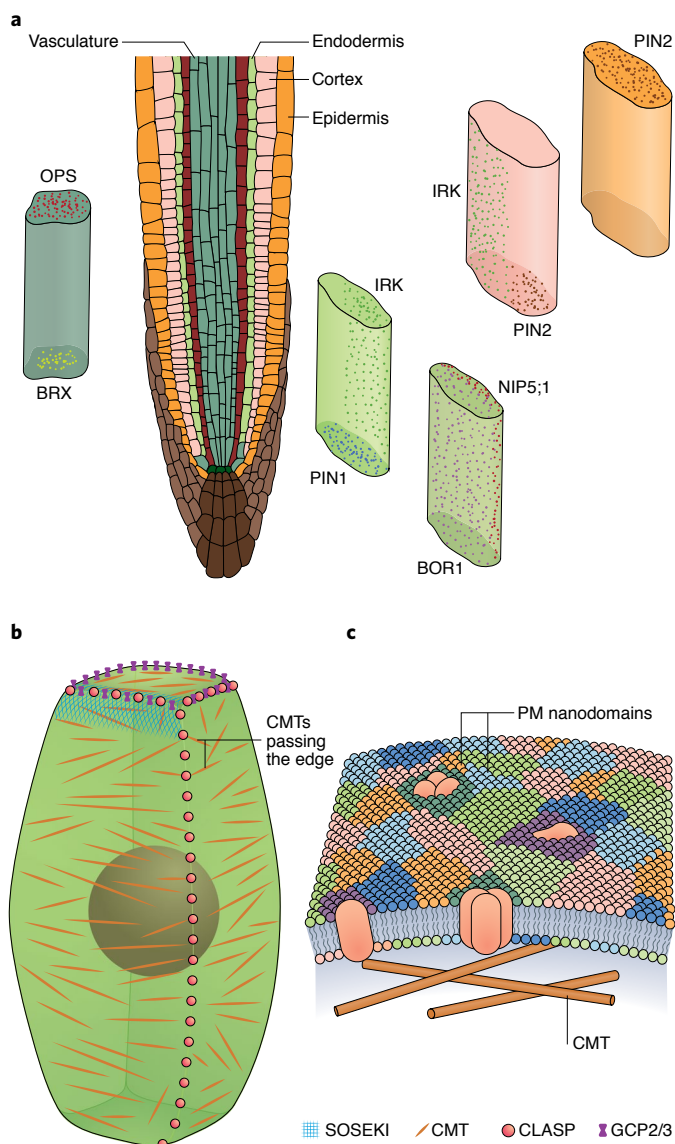 a
Vasculature
Endodermis
Cortex
Epidermis
PIN2
OPS
IRK
BRX
PIN2
IRK
NIP5;1
PIN1
BOR1
b
c
CMTs
passing
the edge
PM nanodomains
CMT
SOSEKI CMT CLASP GCP2/3